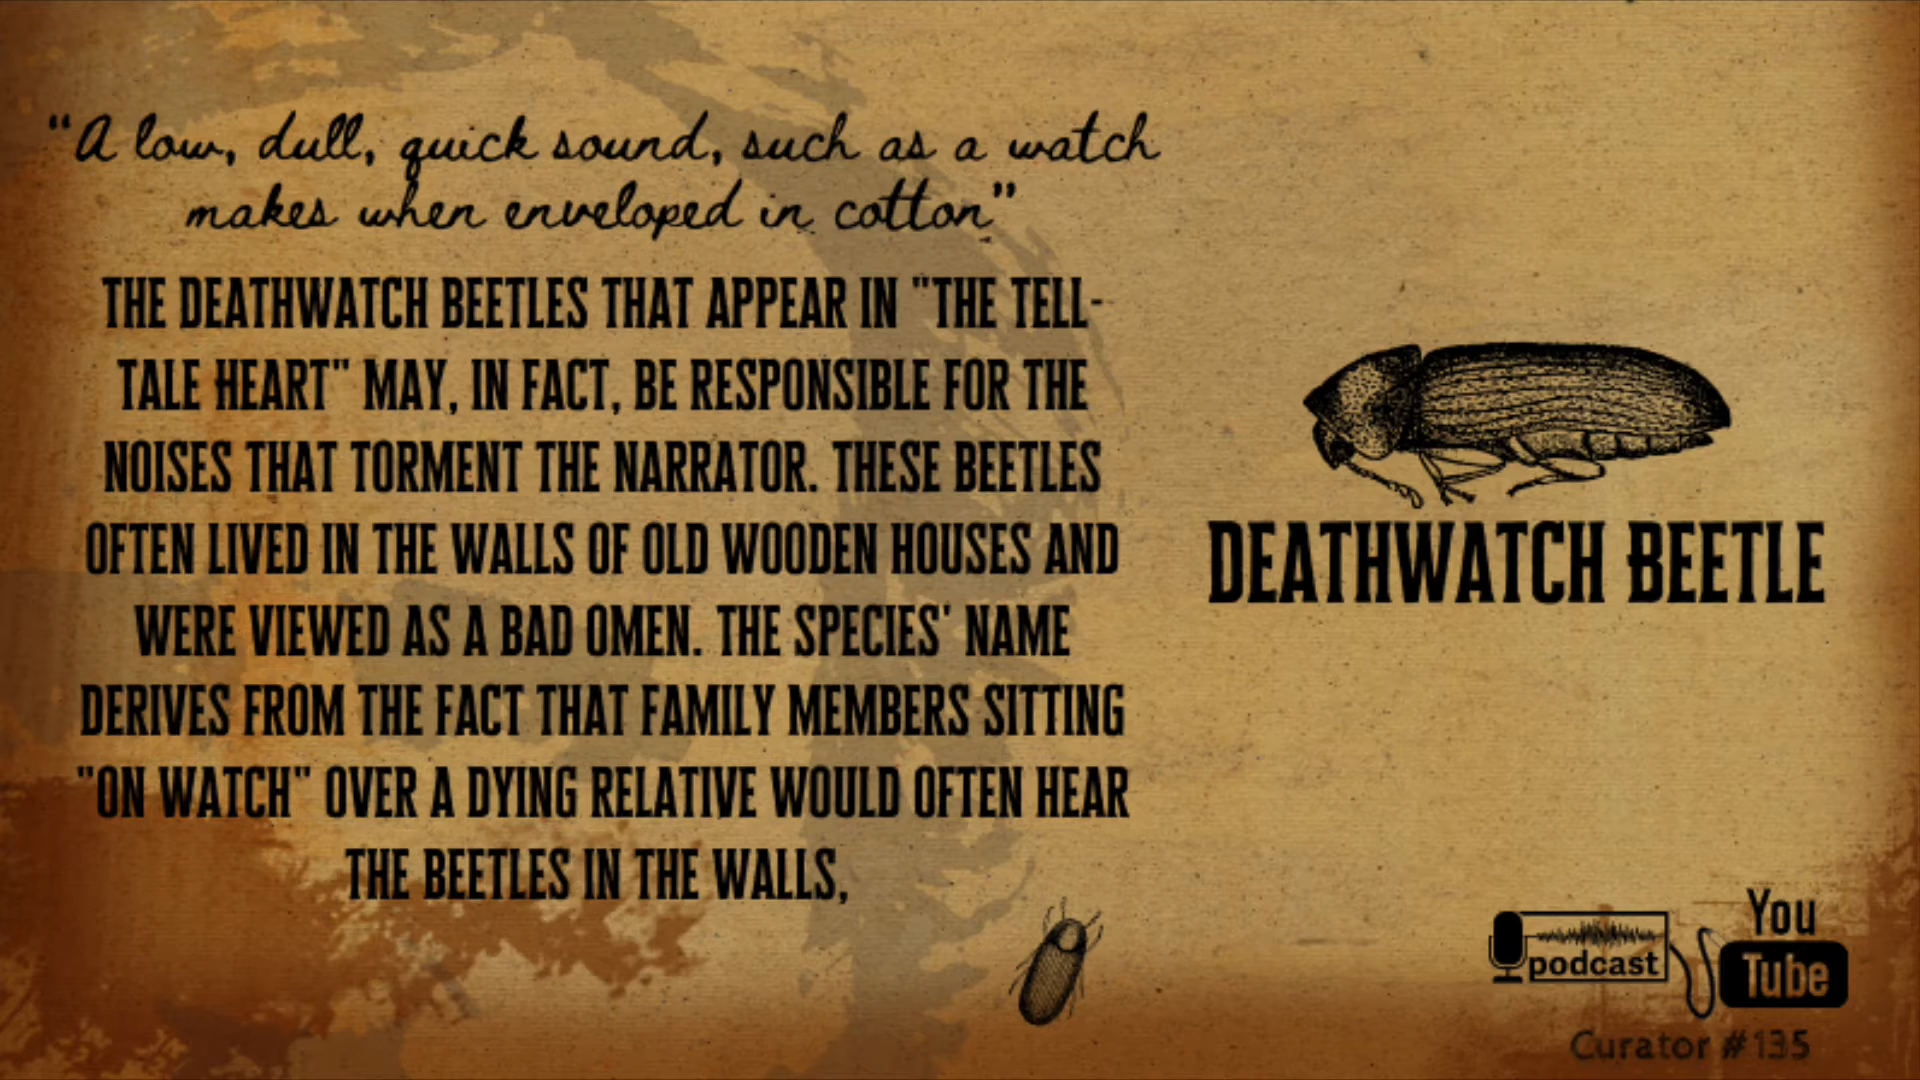 "A low, dull, quick sound, such as a watch
makes when enveloped in cotton"
THE DEATHWATCH BEETLES THAT APPEAR IN "THE TELL-
TALE HEART" MAY, IN FACT, BE RESPONSIBLE FOR THE
NOISES THAT TORMENT THE NARRATOR. THESE BEETLES
OFTEN LIVED IN THE WALLS OF OLD WOODEN HOUSES AND
WERE VIEWED AS A BAD OMEN. THE SPECIES' NAME
DERIVES FROM THE FACT THAT FAMILY MEMBERS SITTING
"ON WATCH" OVER A DYING RELATIVE WOULD OFTEN HEAR
THE BEETLES IN THE WALLS,
DEATHWATCH BEETLE
podcast
You
Tube
Curator #135